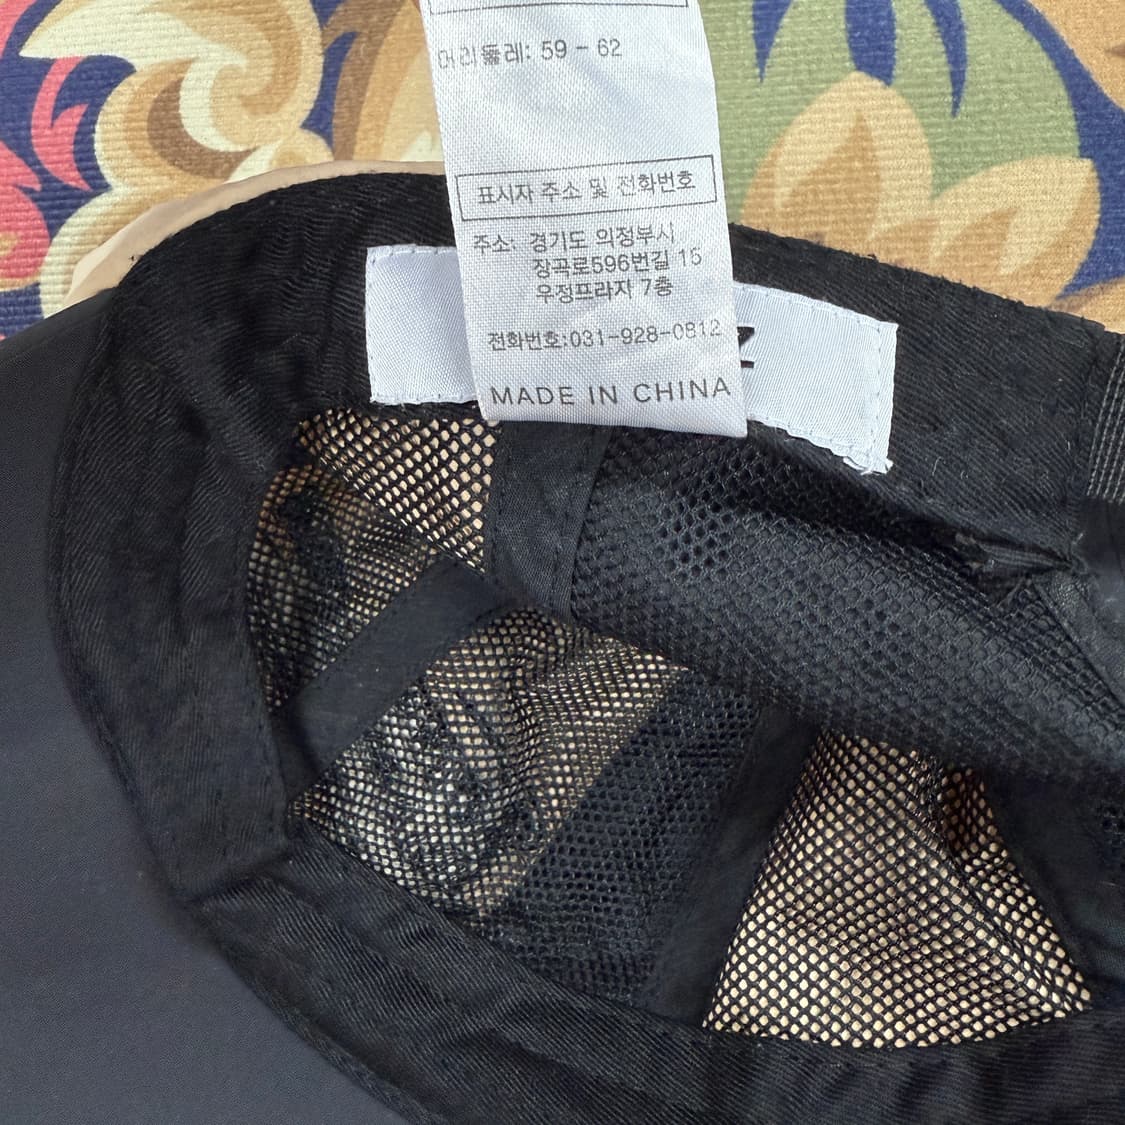 머리둘레: 59 - 62
표시자 주소 및 전화번호
주소: 경기도 의정부시
장곡로596번길 15
우정프라자 7층
전화번호:031-928-0812
Z
MADE IN CHINA